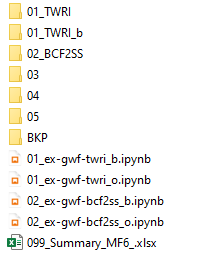 01_TWRI
01_TWRI_b
02_BCF2SS
03
04
05
BKP
01_ex-gwf-twri_b.ipynb
01_ex-gwf-twri_o.ipynb
02_ex-gwf-bcf2ss_b.ipynb
02_ex-gwf-bcf2ss_o.ipynb
099_Summary_MF6_.xlsx